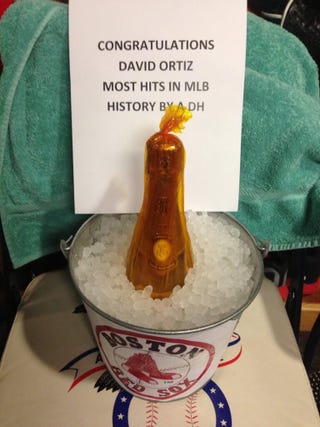 CONGRATULATIONS
DAVID ORTIZ
MOST HITS IN MLB
HISTORY BY A DH
BOSTON
RED SOX